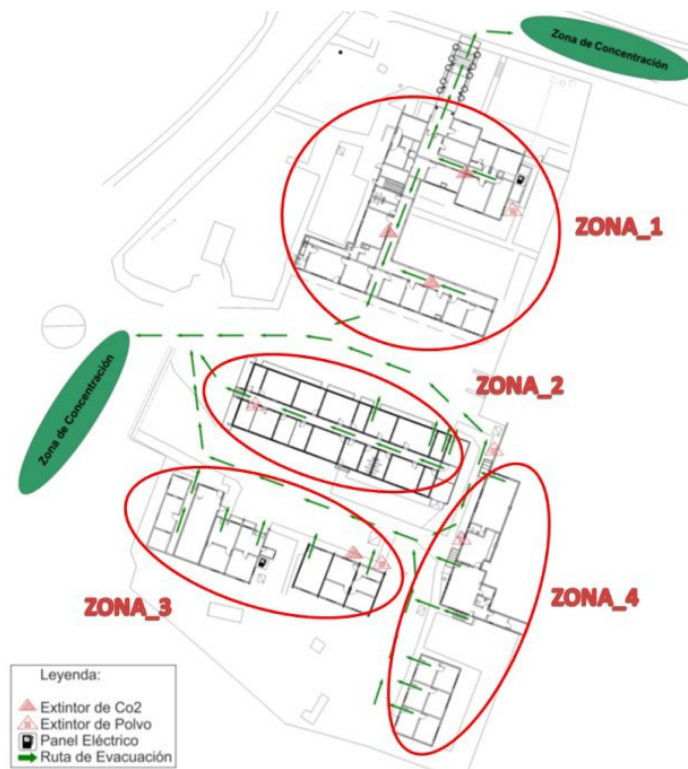 Zona de Concentración
ZONA_1
Zona de Concentración
ZONA_2
ZONA_3
ZONA_4
Leyenda:
Extintor de Co2
Extintor de Polvo
Panel Eléctrico
Ruta de Evacuación